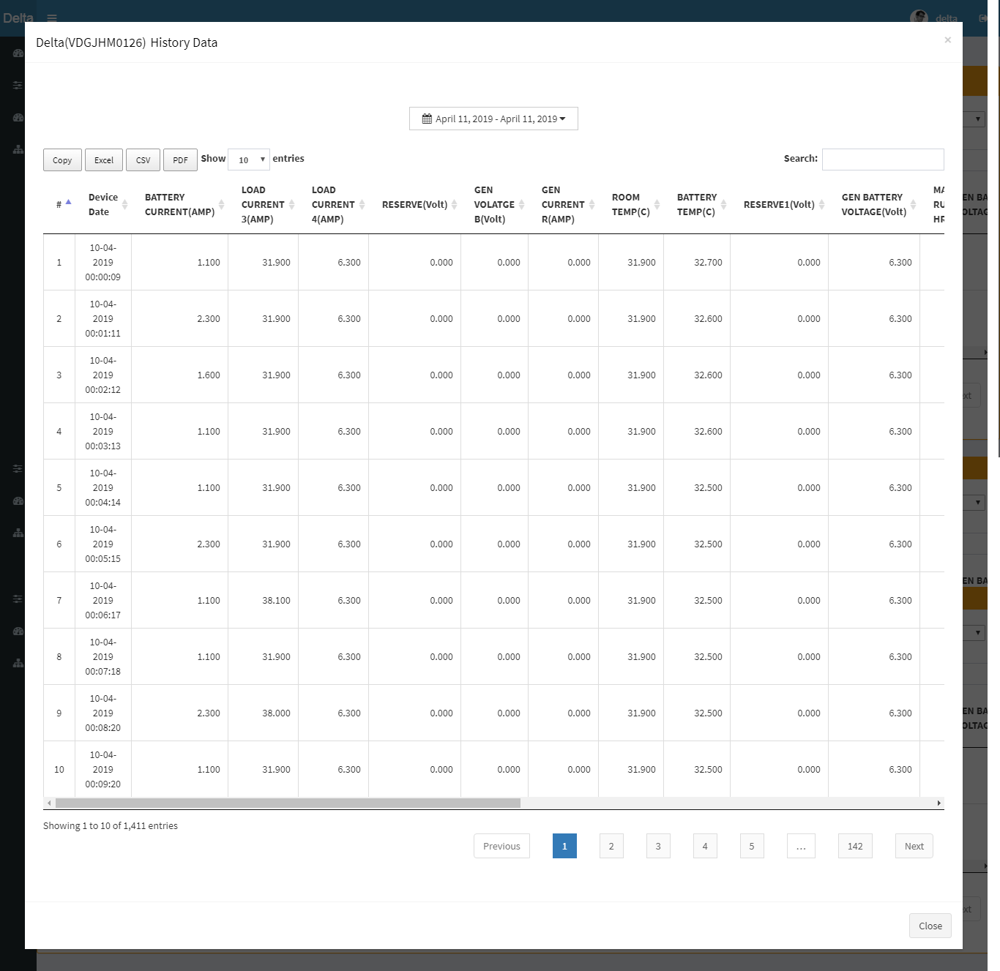 Delta
delta
Delta(VDGJHM0126) History Data
×
April 11, 2019 - April 11, 2019
Copy Excel CSV PDF Show 10 entries Search:
# Device Date BATTERY CURRENT(AMP) LOAD CURRENT 3(AMP) LOAD CURRENT 4(AMP) RESERVE(Volt) GEN VOLATGE B(Volt) GEN CURRENT R(AMP) ROOM TEMP(C) BATTERY TEMP(C) RESERVE1(Volt) GEN BATTERY VOLTAGE(Volt) MA RU HR
1 10-04-2019 00:00:09 1.100 31.900 6.300 0.000 0.000 0.000 31.900 32.700 0.000 6.300
2 10-04-2019 00:01:11 2.300 31.900 6.300 0.000 0.000 0.000 31.900 32.600 0.000 6.300
3 10-04-2019 00:02:12 1.600 31.900 6.300 0.000 0.000 0.000 31.900 32.600 0.000 6.300
4 10-04-2019 00:03:13 1.100 31.900 6.300 0.000 0.000 0.000 31.900 32.600 0.000 6.300
5 10-04-2019 00:04:14 1.100 31.900 6.300 0.000 0.000 0.000 31.900 32.500 0.000 6.300
6 10-04-2019 00:05:15 2.300 31.900 6.300 0.000 0.000 0.000 31.900 32.500 0.000 6.300
7 10-04-2019 00:06:17 1.100 38.100 6.300 0.000 0.000 0.000 31.900 32.500 0.000 6.300
8 10-04-2019 00:07:18 1.100 31.900 6.300 0.000 0.000 0.000 31.900 32.500 0.000 6.300
9 10-04-2019 00:08:20 2.300 38.000 6.300 0.000 0.000 0.000 31.900 32.500 0.000 6.300
10 10-04-2019 00:09:20 1.100 31.900 6.300 0.000 0.000 0.000 31.900 32.500 0.000 6.300
Showing 1 to 10 of 1,411 entries
Previous 1 2 3 4 5 … 142 Next
Close